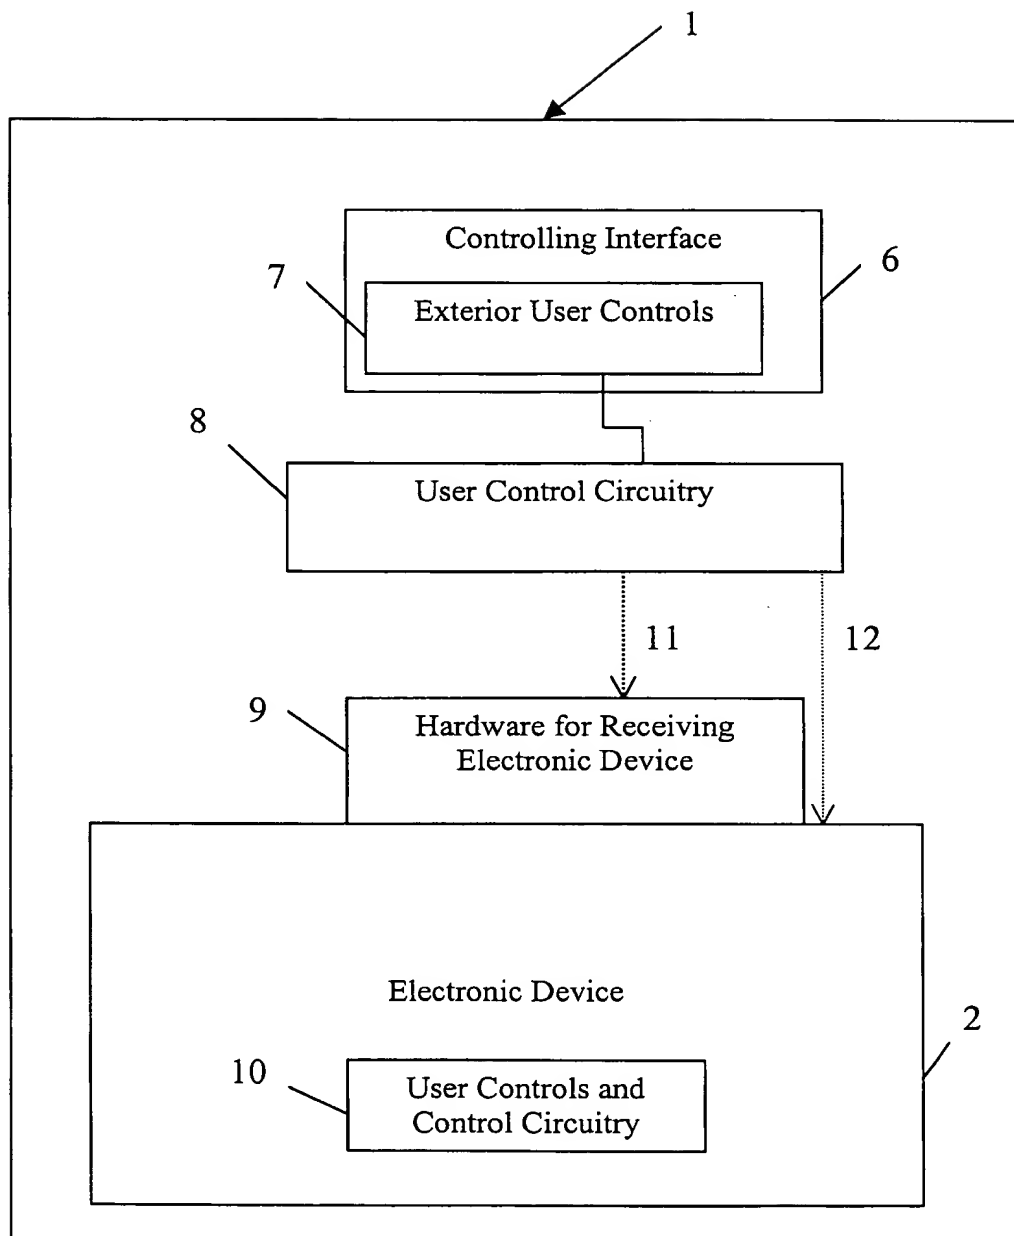 1
Controlling Interface
6
7
Exterior User Controls
8
User Control Circuitry
11
12
9
Hardware for Receiving
Electronic Device
Electronic Device
2
10
User Controls and
Control Circuitry